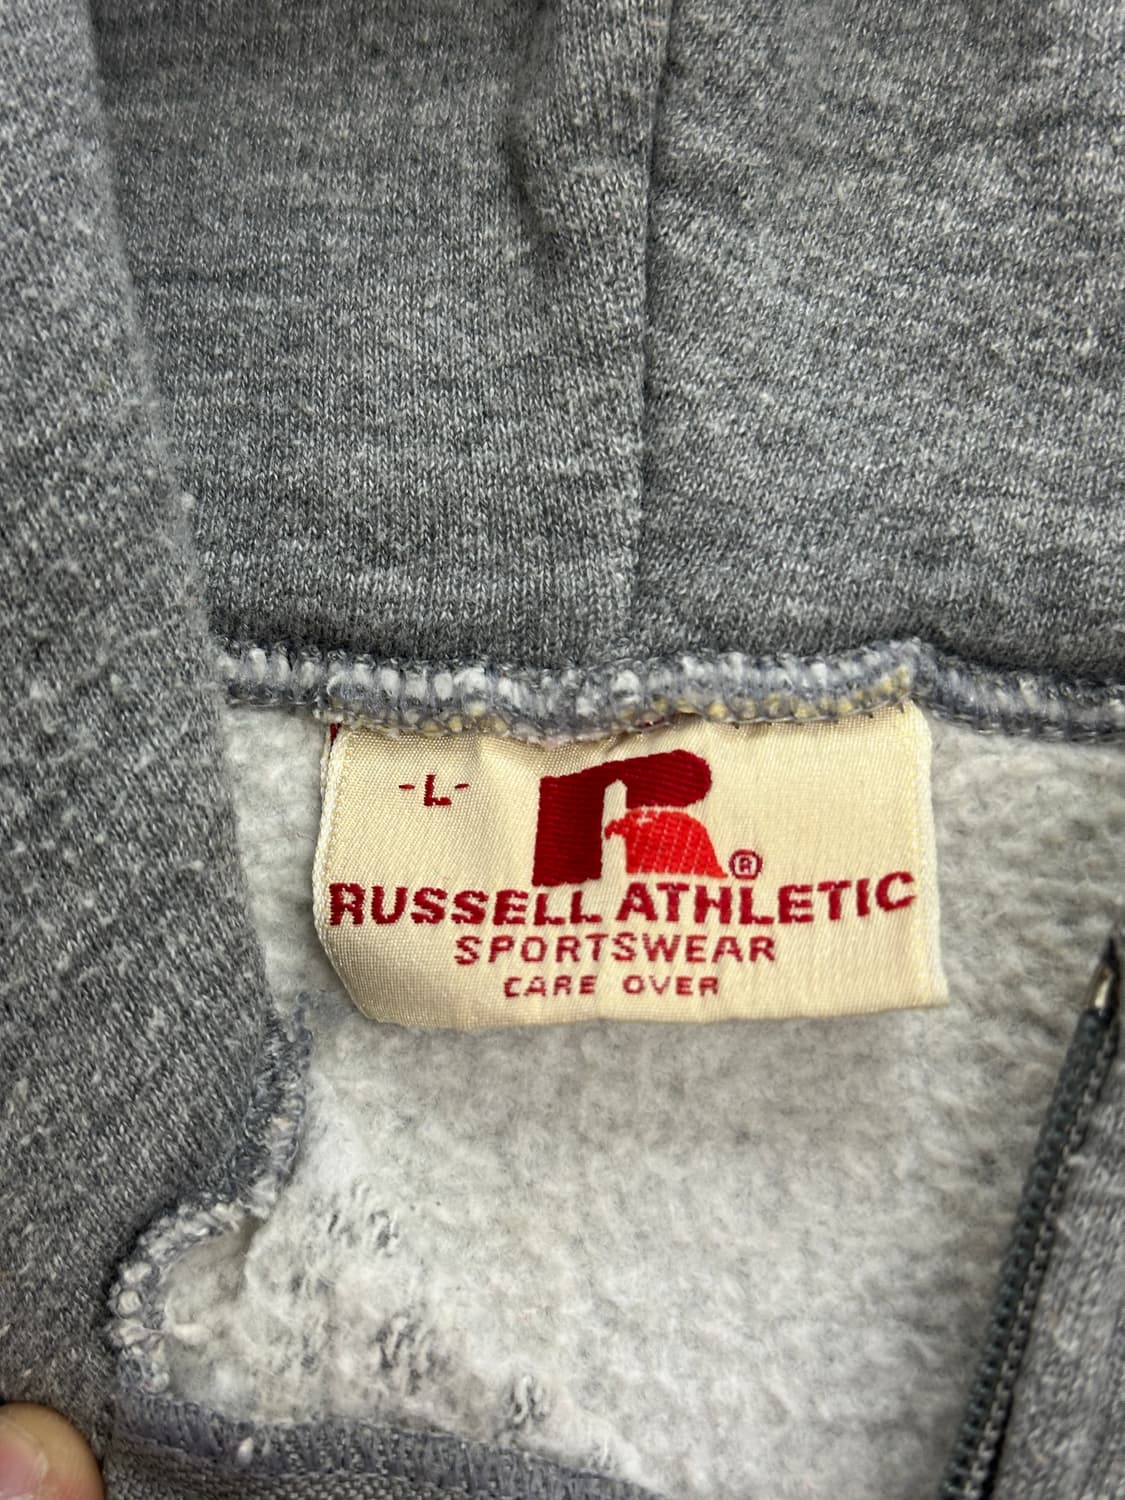 -L-
R
®
RUSSELL ATHLETIC
SPORTSWEAR
CARE OVER